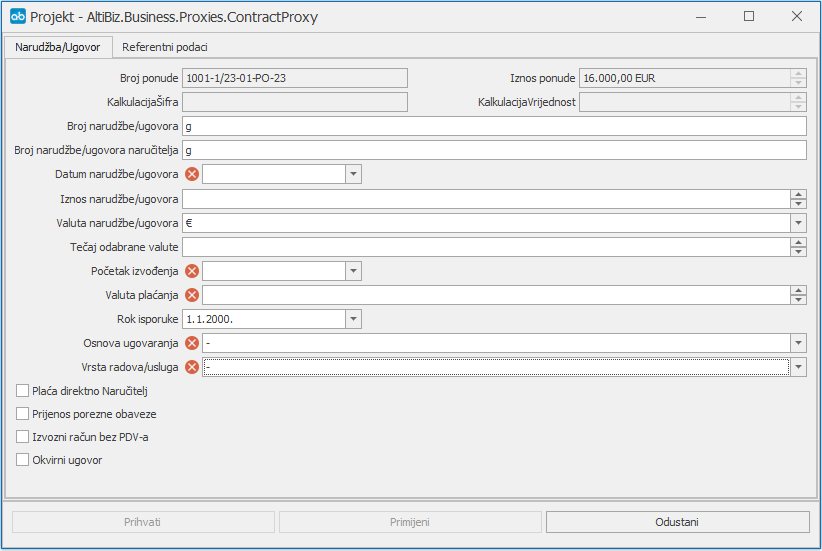 ab Projekt - AltiBiz.Business.Proxies.ContractProxy
Narudžba/Ugovor Referentni podaci
Broj ponude 1001-1/23-01-PO-23 Iznos ponude 16.000,00 EUR
KalkulacijaŠifra KalkulacijaVrijednost
Broj narudžbe/ugovora g
Broj narudžbe/ugovora naručitelja g
Datum narudžbe/ugovora
Iznos narudžbe/ugovora
Valuta narudžbe/ugovora €
Tečaj odabrane valute
Početak izvođenja
Valuta plaćanja
Rok isporuke 1.1.2000.
Osnova ugovaranja -
Vrsta radova/usluga -
Plaća direktno Naručitelj
Prijenos porezne obaveze
Izvozni račun bez PDV-a
Okvirni ugovor
Prihvati Primijeni Odustani